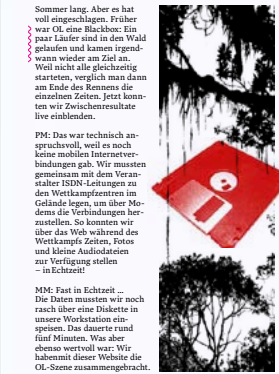 Sommer lang. Aber es hat
voll eingeschlagen. Früher
war OL eine Blackbox: Ein
paar Läufer sind in den Wald
gelaufen und kamen irgend-
wann wieder am Ziel an.
Weil nicht alle gleichzeitig
starteten, verglich man dann
am Ende des Rennens die
einzelnen Zeiten. Jetzt konn-
ten wir Zwischenresultate
live einblenden.
PM: Das war technisch an-
spruchsvoll, weil es noch
keine mobilen Internetver-
bindungen gab. Wir mussten
gemeinsam mit dem Veran-
stalter ISDN-Leitungen zu
den Wettkampfzentren im
Gelände legen, um über Mo-
dems die Verbindungen her-
zustellen. So konnten wir
über das Web während des
Wettkampfs Zeiten, Fotos
und kleine Audiodateien
zur Verfügung stellen
– in Echtzeit!
MM: Fast in Echtzeit ...
Die Daten mussten wir noch
rasch über eine Diskette in
unsere Workstation ein-
speisen. Das dauerte rund
fünf Minuten. Was aber
ebenso wertvoll war: Wir
habenmit dieser Website die
OL-Szene zusammengebracht.